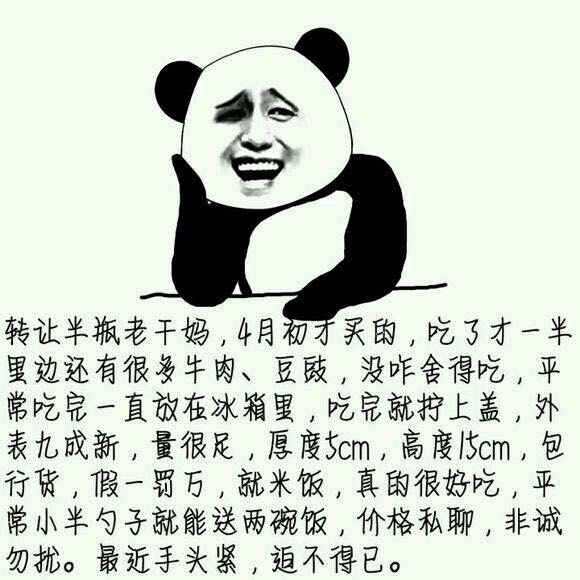 转让半瓶老干妈，4月初才买的，吃了才一半
里边还有很多牛肉、豆豉，没咋舍得吃，平
常吃完一直放在冰箱里，吃完就拧上盖，外
表九成新，量很足，厚度5cm，高度15cm，包
行货，假一罚万，就米饭，真的很好吃，平
常小半勺子就能送两碗饭，价格私聊，非诚
勿扰。最近手头紧，迫不得已。